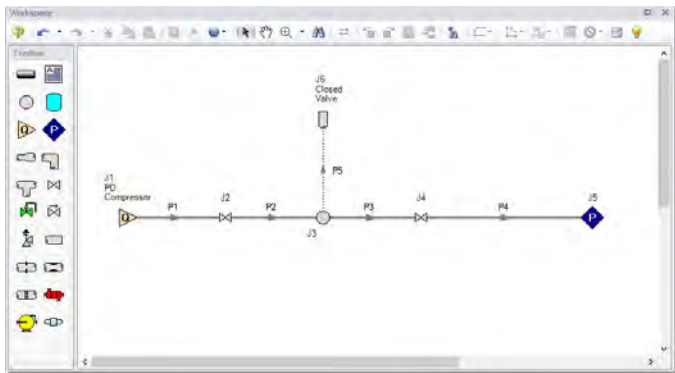 Workspace
Toolbox
J6
Closed
Valve
P5
J1
PD
Compressor
P1
J2
P2
J3
P3
J4
P4
J5
Q
P
Q
P